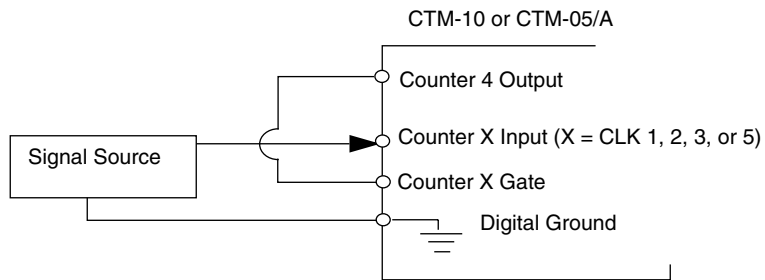 CTM-10 or CTM-05/A
Counter 4 Output
Counter X Input (X = CLK 1, 2, 3, or 5)
Signal Source
Counter X Gate
Digital Ground